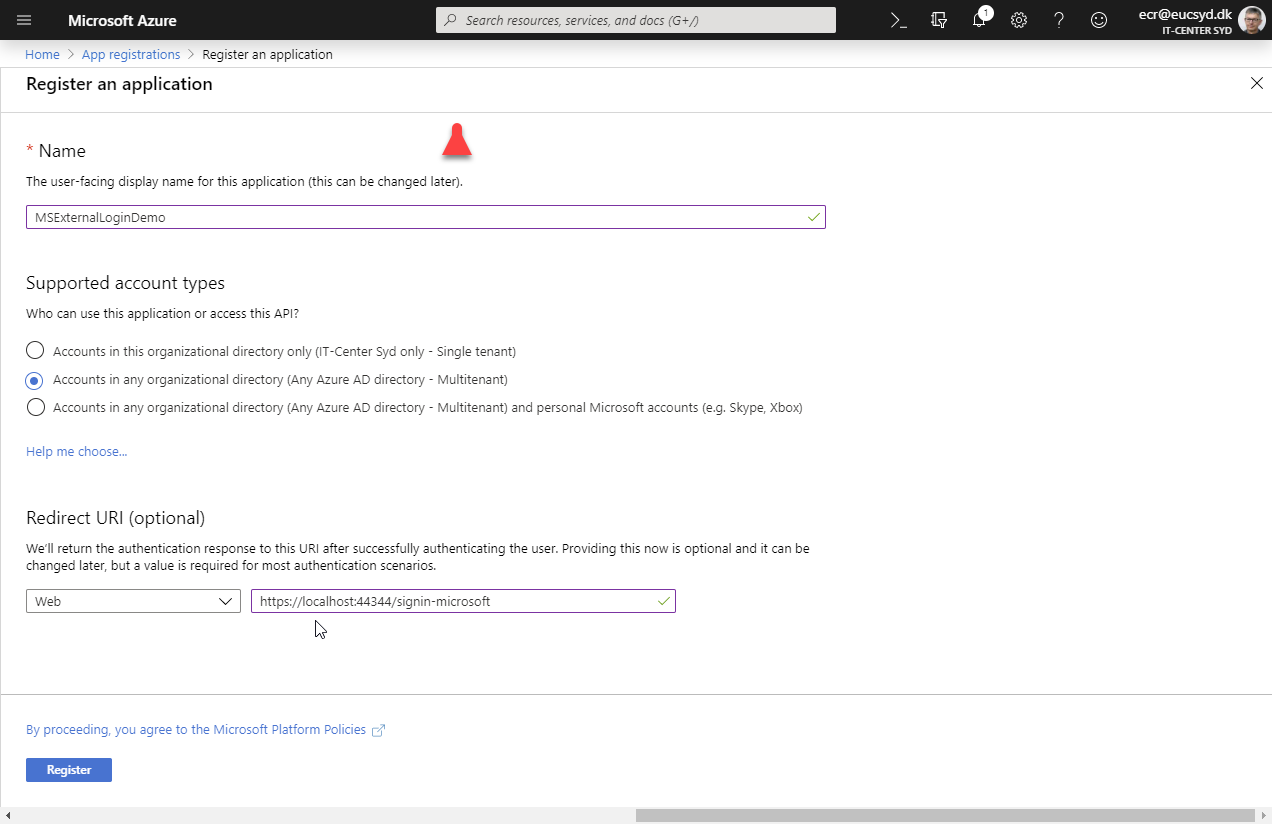 Microsoft Azure
Search resources, services, and docs (G+/)
1
ecr@eucsyd.dk
IT-CENTER SYD
Home > App registrations > Register an application
Register an application
* Name
The user-facing display name for this application (this can be changed later).
MSExternalLoginDemo
Supported account types
Who can use this application or access this API?
Accounts in this organizational directory only (IT-Center Syd only - Single tenant)
Accounts in any organizational directory (Any Azure AD directory - Multitenant)
Accounts in any organizational directory (Any Azure AD directory - Multitenant) and personal Microsoft accounts (e.g. Skype, Xbox)
Help me choose...
Redirect URI (optional)
We'll return the authentication response to this URI after successfully authenticating the user. Providing this now is optional and it can be
changed later, but a value is required for most authentication scenarios.
Web
https://localhost:44344/signin-microsoft
By proceeding, you agree to the Microsoft Platform Policies
Register